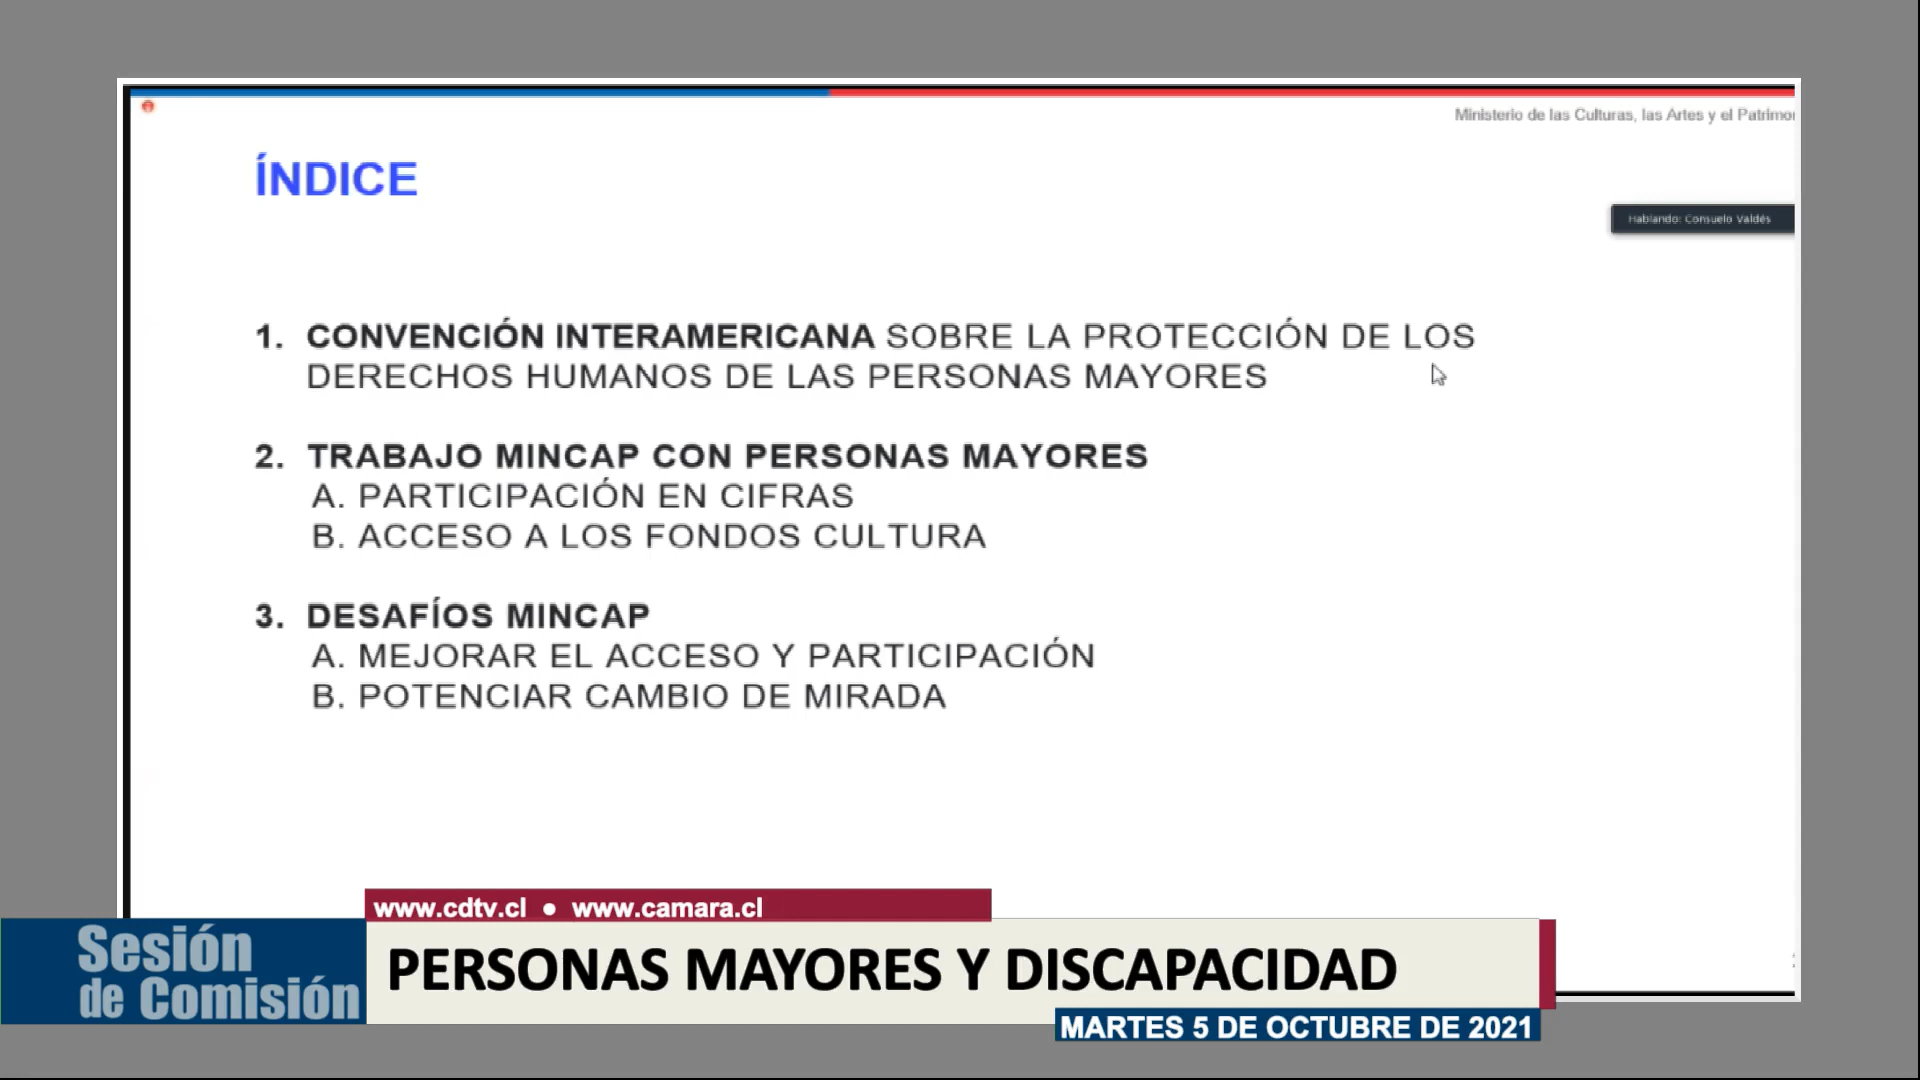 Ministerio de las Culturas, las Artes y el Patrimo
ÍNDICE
Hablando: Consuelo Valdés
1. CONVENCIÓN INTERAMERICANA SOBRE LA PROTECCIÓN DE LOS
DERECHOS HUMANOS DE LAS PERSONAS MAYORES
2. TRABAJO MINCAP CON PERSONAS MAYORES
A. PARTICIPACIÓN EN CIFRAS
B. ACCESO A LOS FONDOS CULTURA
3. DESAFÍOS MINCAP
A. MEJORAR EL ACCESO Y PARTICIPACIÓN
B. POTENCIAR CAMBIO DE MIRADA
www.cdtv.cl ● www.camara.cl
Sesión
de Comisión
PERSONAS MAYORES Y DISCAPACIDAD
MARTES 5 DE OCTUBRE DE 2021